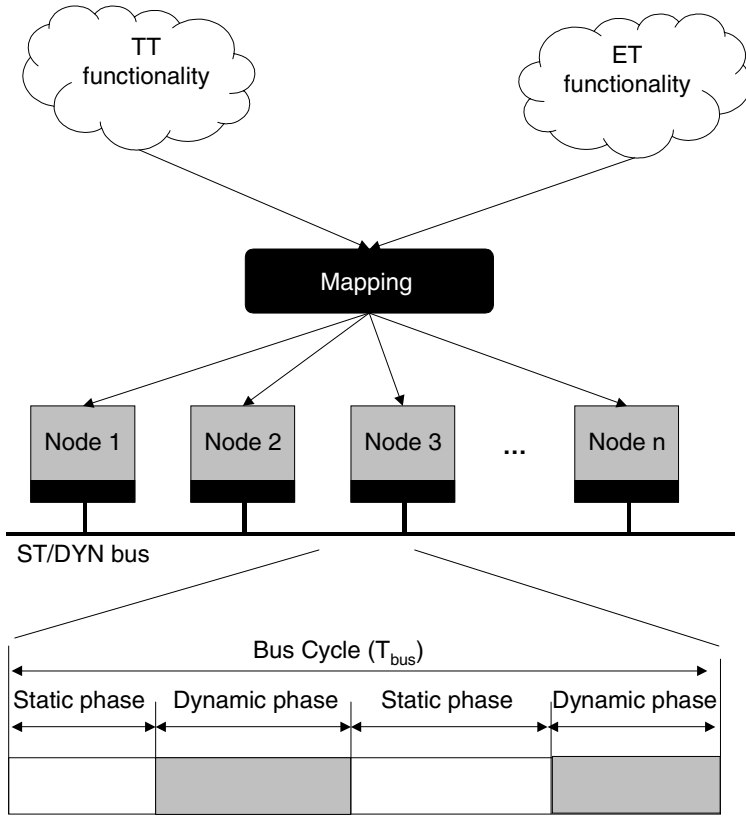 TT
functionality
ET
functionality
Mapping
Node 1
Node 2
Node 3
...
Node n
ST/DYN bus
Bus Cycle (Tbus)
Static phase
Dynamic phase
Static phase
Dynamic phase